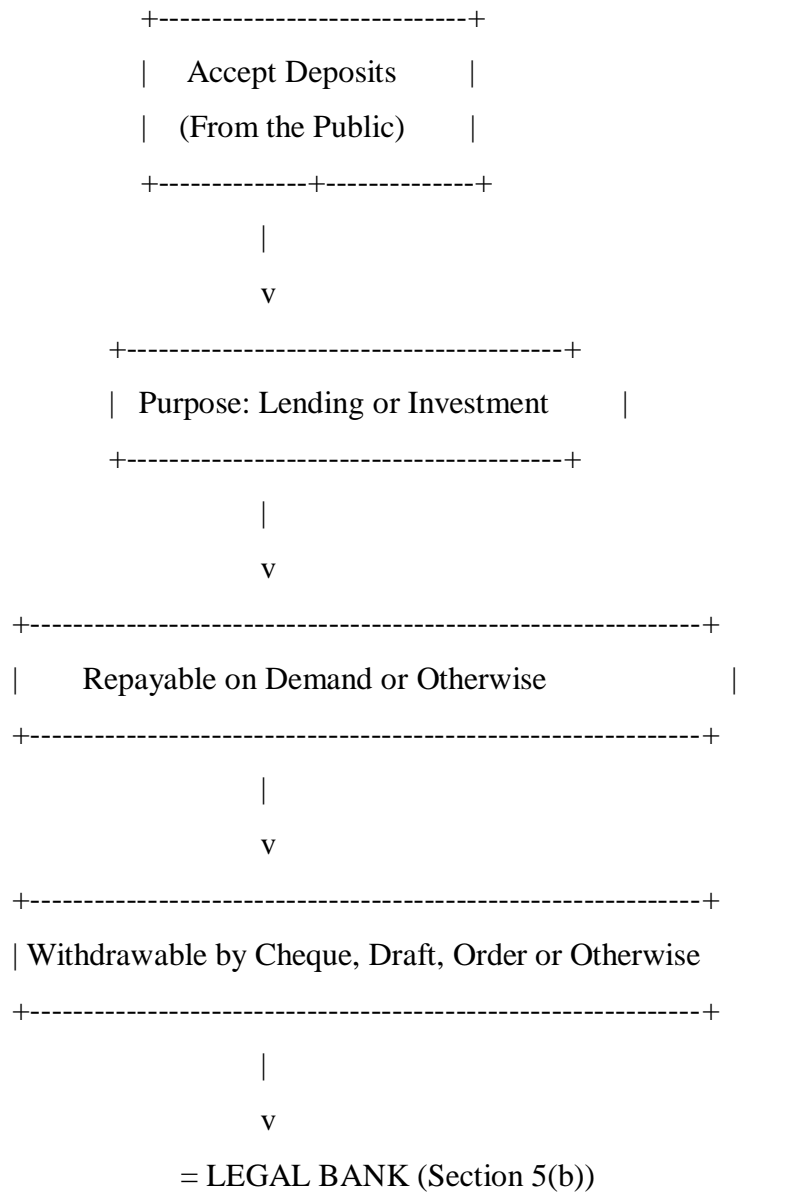 +-----------------------------+
| Accept Deposits |
| (From the Public) |
+--------------+--------------+
|
v
+-----------------------------------------+
| Purpose: Lending or Investment |
+-----------------------------------------+
|
v
+---------------------------------------------------------------+
| Repayable on Demand or Otherwise |
+---------------------------------------------------------------+
|
v
+---------------------------------------------------------------+
| Withdrawable by Cheque, Draft, Order or Otherwise
+---------------------------------------------------------------+
|
v
= LEGAL BANK (Section 5(b))